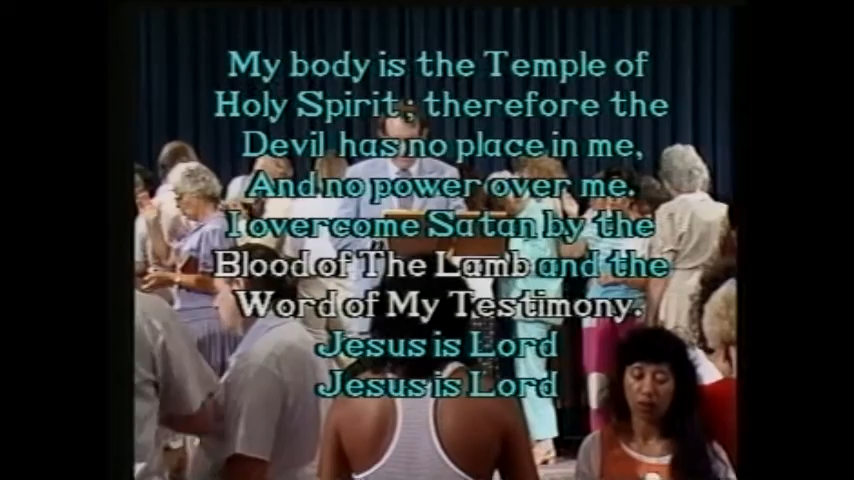 My body is the Temple of
Holy Spirit; therefore the
Devil has no place in me,
And no power over me.
I overcome Satan by the
Blood of The Lamb and the
Word of My Testimony.
Jesus is Lord
Jesus is Lord